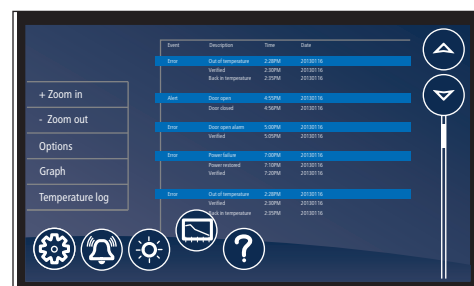 Event Description Time Date
Error Out of temperature 2:28PM 20130116
Verified 2:30PM 20130116
Back in temperature 2:35PM 20130116
Alert Door open 4:55PM 20130116
Door closed 4:56PM 20130116
Error Door open alarm 5:00PM 20130116
Verified 5:05PM 20130116
Error Power failure 7:00PM 20130116
Power restored 7:10PM 20130116
Verified 7:20PM 20130116
Error Out of temperature 2:28PM 20130116
Verified 2:30PM 20130116
Back in temperature 2:35PM 20130116
+ Zoom in
- Zoom out
Options
Graph
Temperature log
?